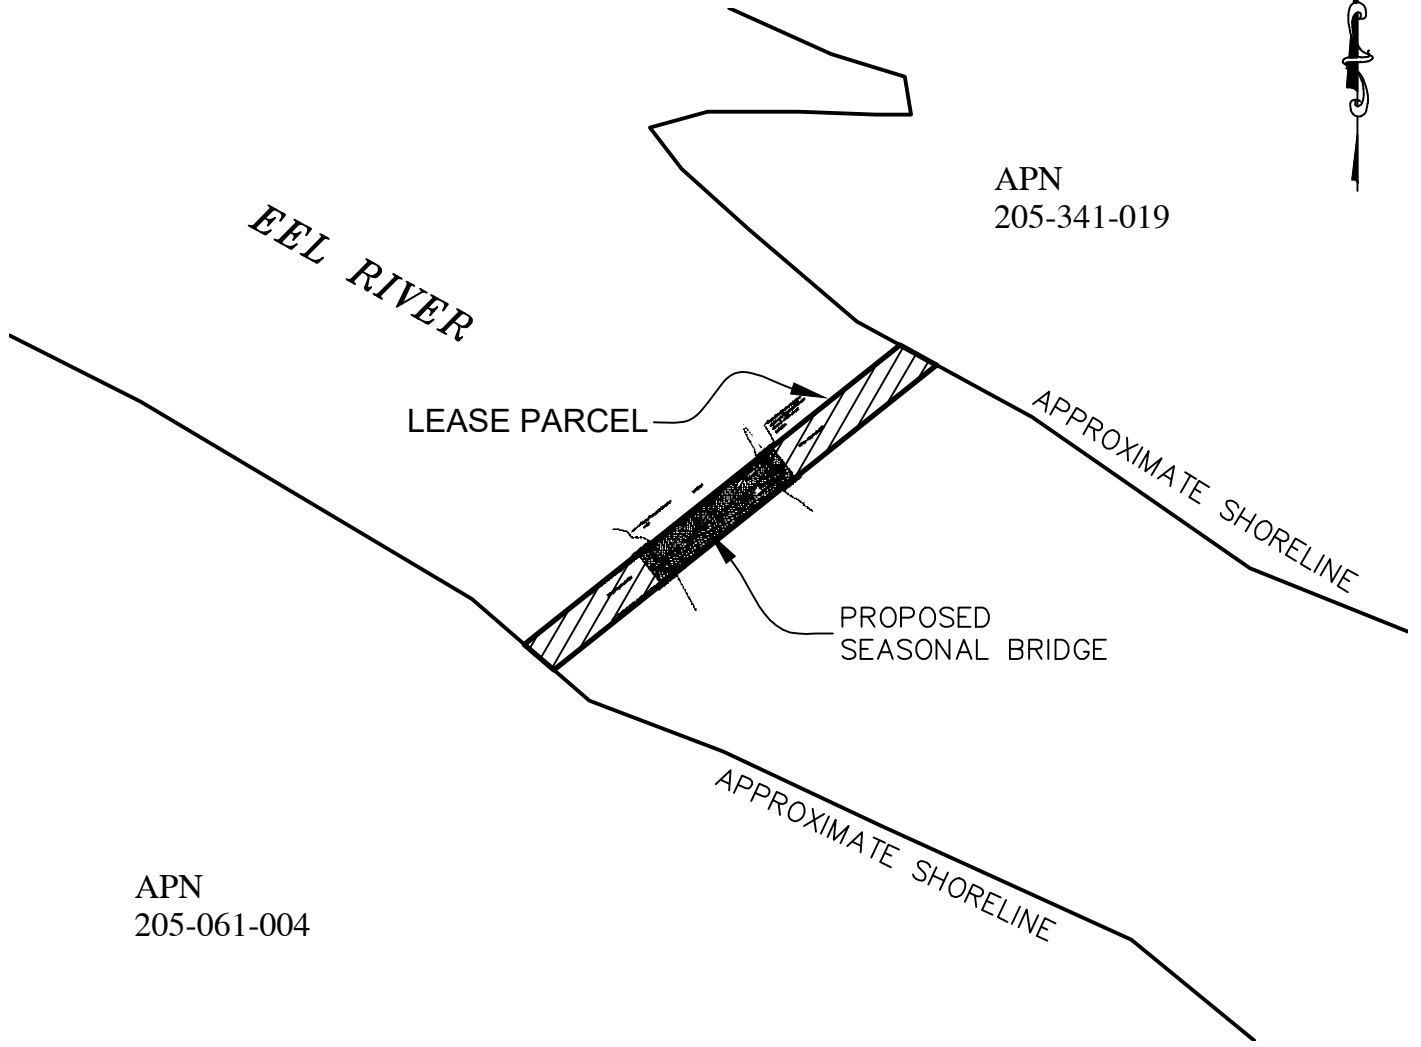 APN
205-341-019
EEL RIVER
LEASE PARCEL
APPROXIMATE SHORELINE
PROPOSED
SEASONAL BRIDGE
APPROXIMATE SHORELINE
APN
205-061-004